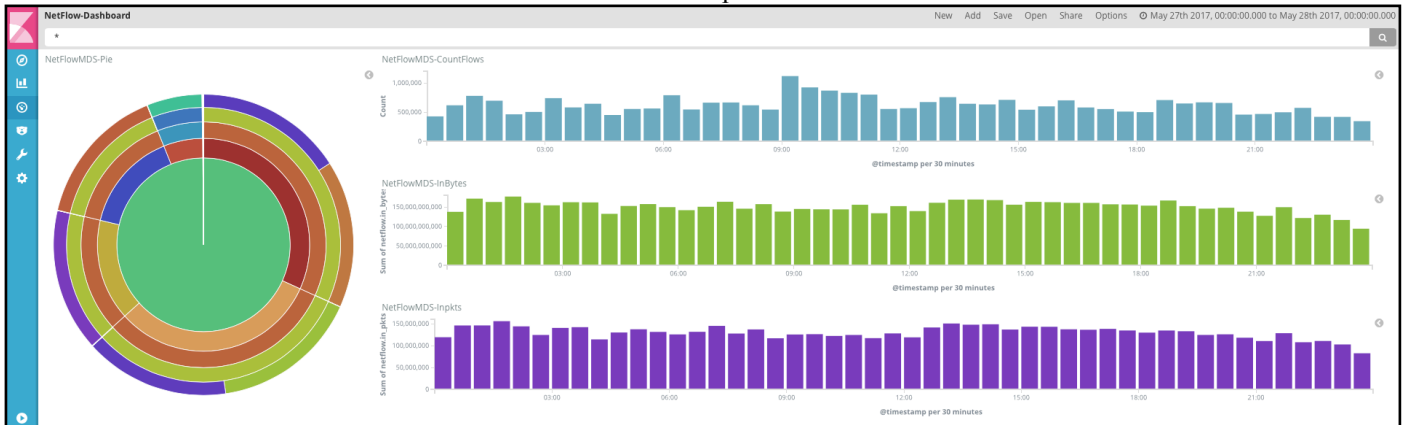 NetFlow-Dashboard New Add Save Open Share Options May 27th 2017, 00:00:00.000 to May 28th 2017, 00:00:00.000
*
NetFlowMDS-Pie
NetFlowMDS-CountFlows
1,000,000
500,000
0
Count
03:00 06:00 09:00 12:00 15:00 18:00 21:00
@timestamp per 30 minutes
NetFlowMDS-InBytes
150,000,000,000
100,000,000,000
50,000,000,000
0
Sum of netflow.in_bytes
03:00 06:00 09:00 12:00 15:00 18:00 21:00
@timestamp per 30 minutes
NetFlowMDS-Inpkts
150,000,000
100,000,000
50,000,000
0
Sum of netflow.in_pkts
03:00 06:00 09:00 12:00 15:00 18:00 21:00
@timestamp per 30 minutes